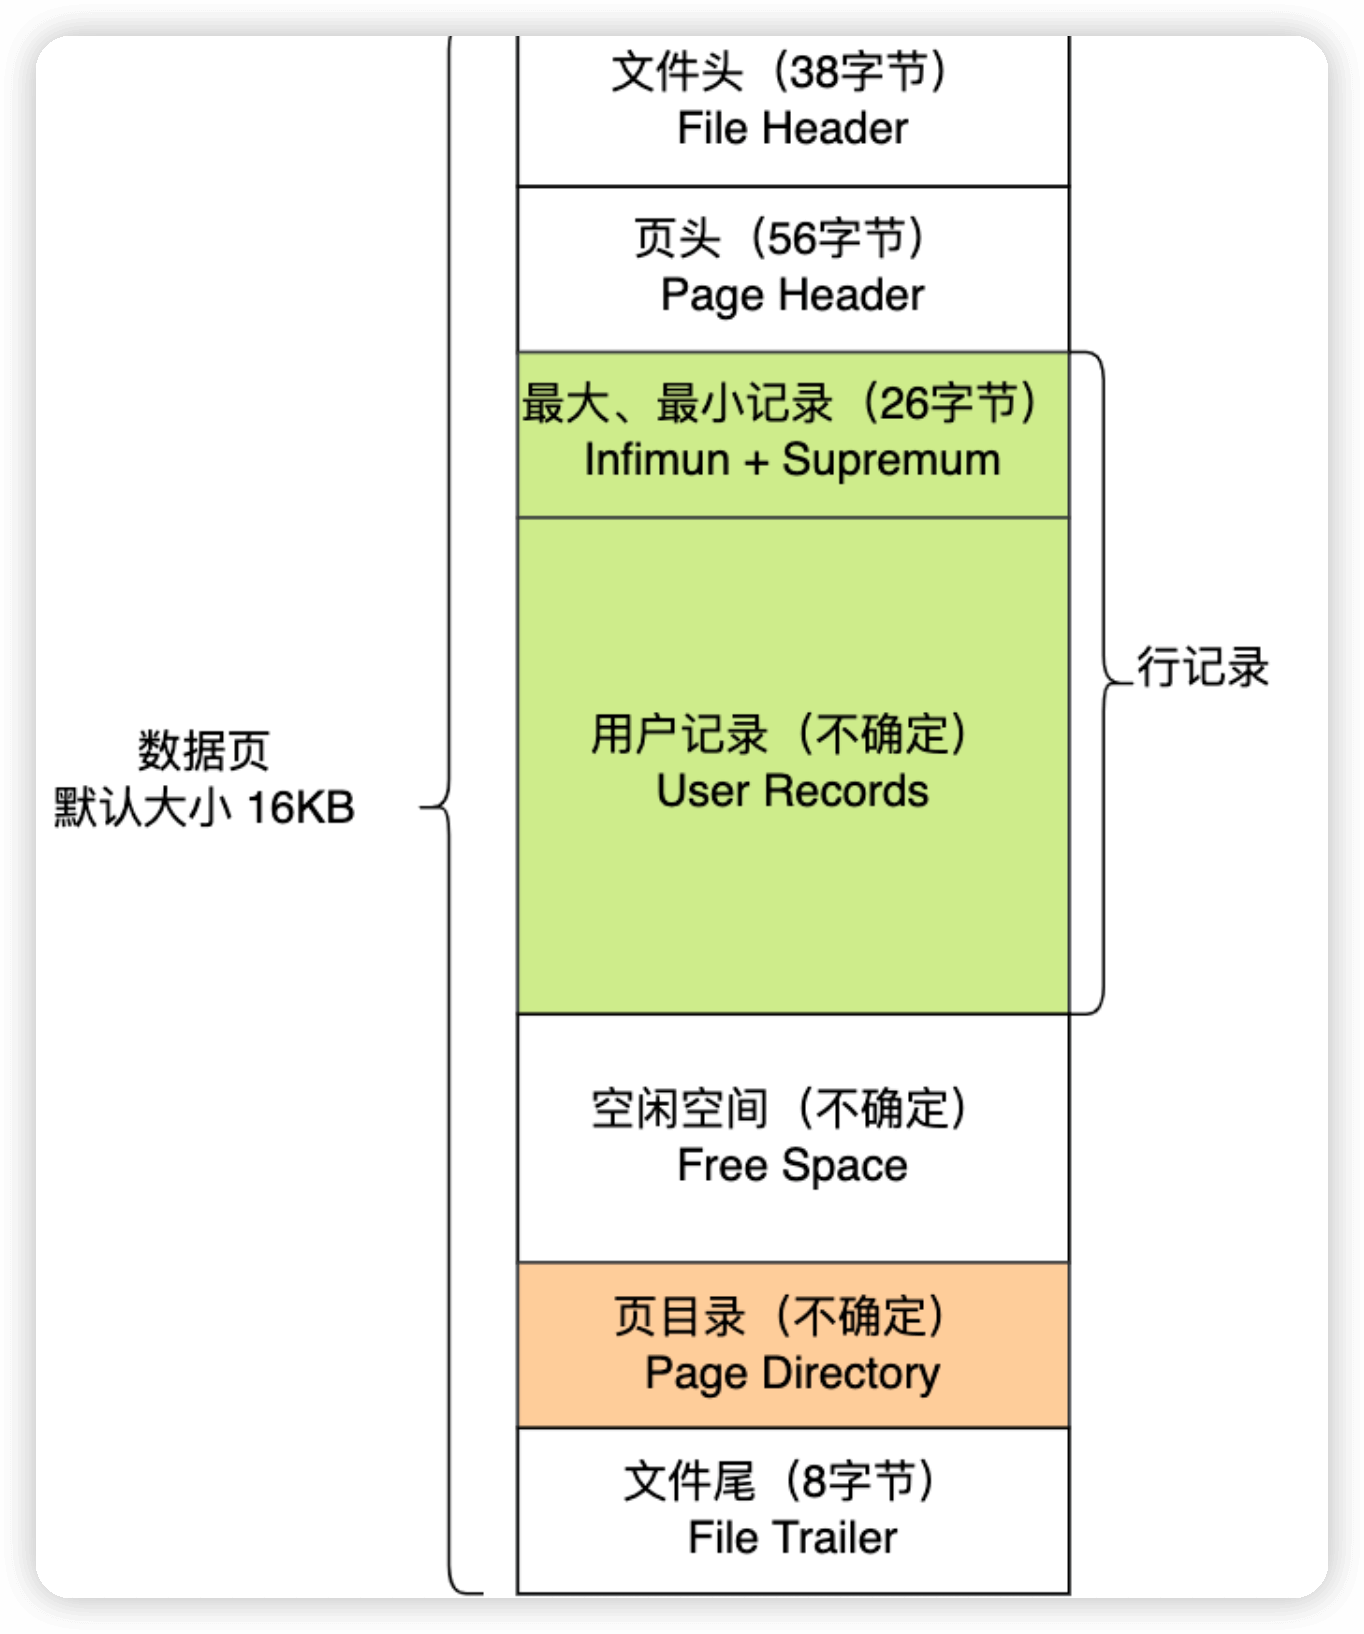 文件头（38字节）
File Header
页头（56字节）
Page Header
最大、最小记录（26字节）
Infimun + Supremum
行记录
用户记录（不确定）
User Records
数据页
默认大小 16KB
空闲空间（不确定）
Free Space
页目录（不确定）
Page Directory
文件尾（8字节）
File Trailer